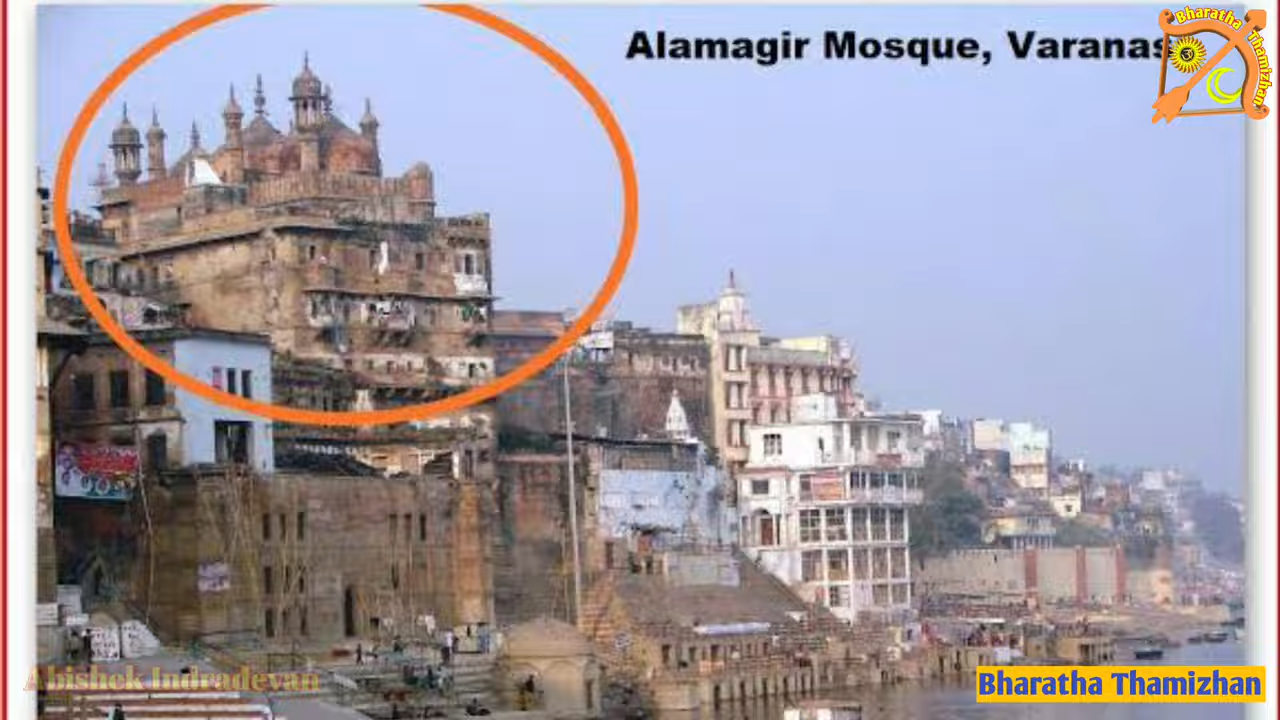 Alamagir Mosque, Varanas
Bharatha
Thamizhan
Abishek Indradevan
Bharatha Thamizhan